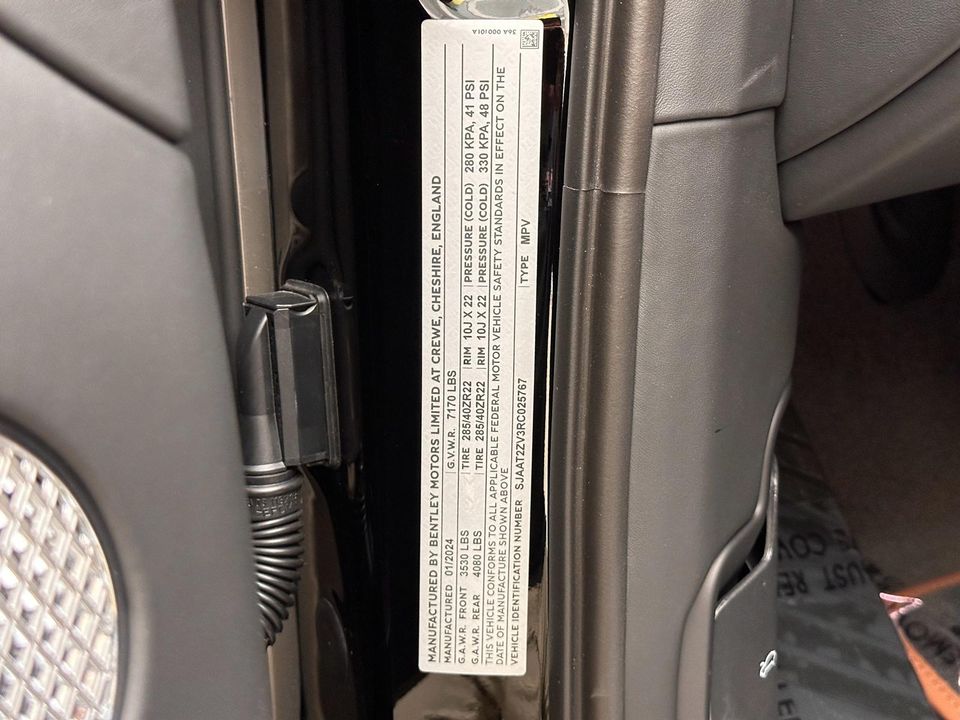 36A 000101A
MANUFACTURED BY BENTLEY MOTORS LIMITED AT CREWE, CHESHIRE, ENGLAND
MANUFACTURED 01/2024 G.V.W.R. 7170 LBS
G.A.W.R. FRONT 3530 LBS TIRE 285/40ZR22 RIM 10J X 22 PRESSURE (COLD) 280 KPA, 41 PSI
G.A.W.R. REAR 4080 LBS TIRE 285/40ZR22 RIM 10J X 22 PRESSURE (COLD) 330 KPA, 48 PSI
THIS VEHICLE CONFORMS TO ALL APPLICABLE FEDERAL MOTOR VEHICLE SAFETY STANDARDS IN EFFECT ON THE
DATE OF MANUFACTURE SHOWN ABOVE
VEHICLE IDENTIFICATION NUMBER SJAAT2ZV3RC025767 TYPE MPV